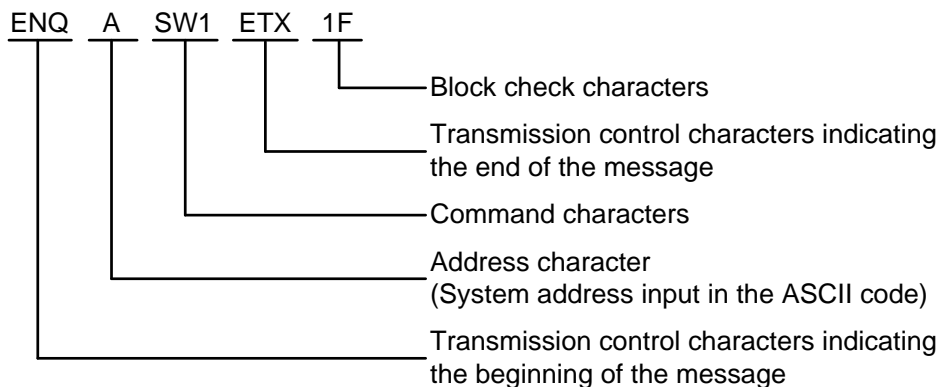 ENQ A SW1 ETX 1F
Block check characters
Transmission control characters indicating
the end of the message
Command characters
Address character
(System address input in the ASCII code)
Transmission control characters indicating
the beginning of the message